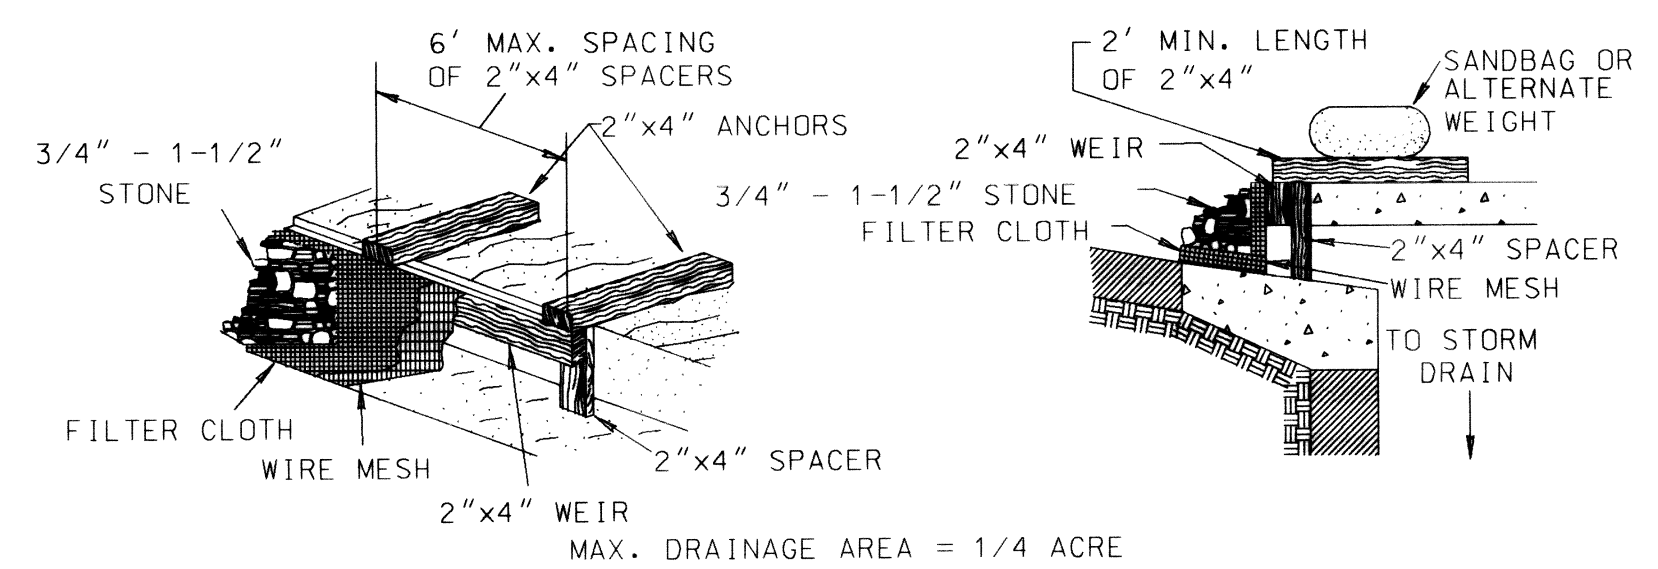 6' MAX. SPACING
OF 2"x4" SPACERS
2"x4" ANCHORS
3/4" - 1-1/2"
STONE
FILTER CLOTH
WIRE MESH
2"x4" SPACER
2"x4" WEIR
2' MIN. LENGTH
OF 2"x4"
SANDBAG OR
ALTERNATE
WEIGHT
2"x4" WEIR
3/4" - 1-1/2" STONE
FILTER CLOTH
2"x4" SPACER
WIRE MESH
TO STORM
DRAIN
MAX. DRAINAGE AREA = 1/4 ACRE